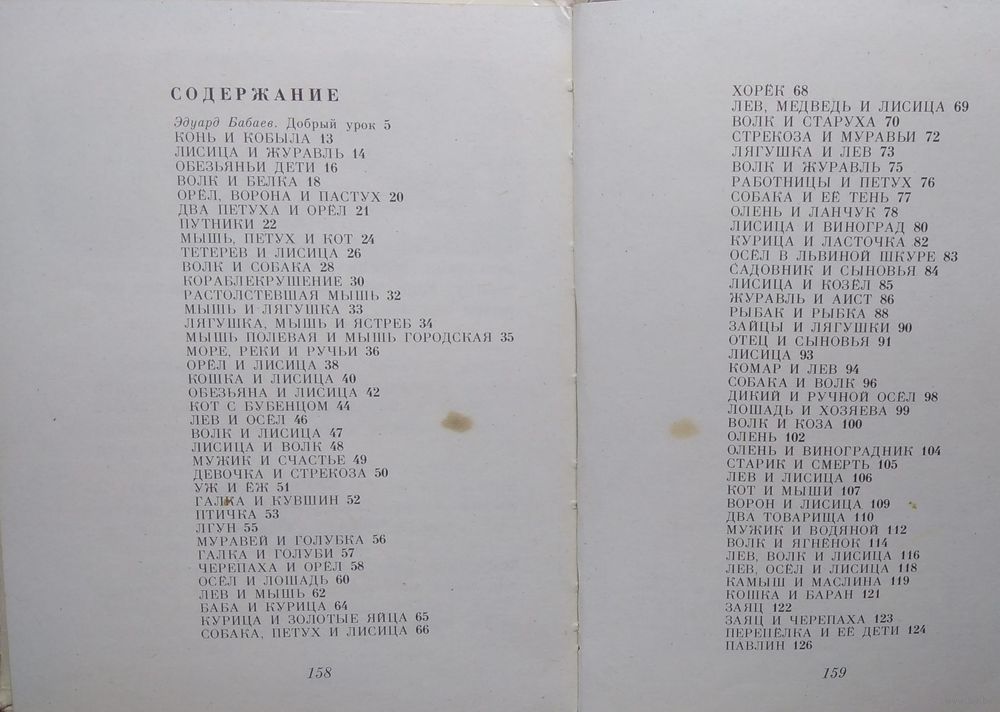 СОДЕРЖАНИЕ
Эдуард Бабаев. Добрый урок 5
КОНЬ И КОБЫЛА 13
ЛИСИЦА И ЖУРАВЛЬ 14
ОБЕЗЬЯНЬИ ДЕТИ 16
ВОЛК И БЕЛКА 18
ОРЁЛ, ВОРОНА И ПАСТУХ 20
ДВА ПЕТУХА И ОРЁЛ 21
ПУТНИКИ 22
МЫШЬ, ПЕТУХ И КОТ 24
ТЕТЕРЕВ И ЛИСИЦА 26
ВОЛК И СОБАКА 28
КОРАБЛЕКРУШЕНИЕ 30
РАСТОЛСТЕВШАЯ МЫШЬ 32
МЫШЬ И ЛЯГУШКА 33
ЛЯГУШКА, МЫШЬ И ЯСТРЕБ 34
МЫШЬ ПОЛЕВАЯ И МЫШЬ ГОРОДСКАЯ 35
МОРЕ, РЕКИ И РУЧЬИ 36
ОРЁЛ И ЛИСИЦА 38
КОШКА И ЛИСИЦА 40
ОБЕЗЬЯНА И ЛИСИЦА 42
КОТ С БУБЕНЦОМ 44
ЛЕВ И ОСЁЛ 46
ВОЛК И ЛИСИЦА 47
ЛИСИЦА И ВОЛК 48
МУЖИК И СЧАСТЬЕ 49
ДЕВОЧКА И СТРЕКОЗА 50
УЖ И ЁЖ 51
ГАЛКА И КУВШИН 52
ПТИЧКА 53
ЛГУН 55
МУРАВЕЙ И ГОЛУБКА 56
ГАЛКА И ГОЛУБИ 57
ЧЕРЕПАХА И ОРЁЛ 58
ОСЁЛ И ЛОШАДЬ 60
ЛЕВ И МЫШЬ 62
БАБА И КУРИЦА 64
КУРИЦА И ЗОЛОТЫЕ ЯЙЦА 65
СОБАКА, ПЕТУХ И ЛИСИЦА 66
158
ХОРЁК 68
ЛЕВ, МЕДВЕДЬ И ЛИСИЦА 69
ВОЛК И СТАРУХА 70
СТРЕКОЗА И МУРАВЬИ 72
ЛЯГУШКА И ЛЕВ 73
ВОЛК И ЖУРАВЛЬ 75
РАБОТНИЦЫ И ПЕТУХ 76
СОБАКА И ЕЁ ТЕНЬ 77
ОЛЕНЬ И ЛАНЧУК 78
ЛИСИЦА И ВИНОГРАД 80
КУРИЦА И ЛАСТОЧКА 82
ОСЁЛ В ЛЬВИНОЙ ШКУРЕ 83
САДОВНИК И СЫНОВЬЯ 84
ЛИСИЦА И КОЗЁЛ 85
ЖУРАВЛЬ И АИСТ 86
РЫБАК И РЫБКА 88
ЗАЙЦЫ И ЛЯГУШКИ 90
ОТЕЦ И СЫНОВЬЯ 91
ЛИСИЦА 93
КОМАР И ЛЕВ 94
СОБАКА И ВОЛК 96
ДИКИЙ И РУЧНОЙ ОСЁЛ 98
ЛОШАДЬ И ХОЗЯЕВА 99
ВОЛК И КОЗА 100
ОЛЕНЬ 102
ОЛЕНЬ И ВИНОГРАДНИК 104
СТАРИК И СМЕРТЬ 105
ЛЕВ И ЛИСИЦА 106
КОТ И МЫШИ 107
ВОРОН И ЛИСИЦА 109
ДВА ТОВАРИЩА 110
МУЖИК И ВОДЯНОЙ 112
ВОЛК И ЯГНЁНОК 114
ЛЕВ, ВОЛК И ЛИСИЦА 116
ЛЕВ, ОСЁЛ И ЛИСИЦА 118
КАМЫШ И МАСЛИНА 119
КОШКА И БАРАН 121
ЗАЯЦ 122
ЗАЯЦ И ЧЕРЕПАХА 123
ПЕРЕПЁЛКА И ЕЁ ДЕТИ 124
ПАВЛИН 126
159